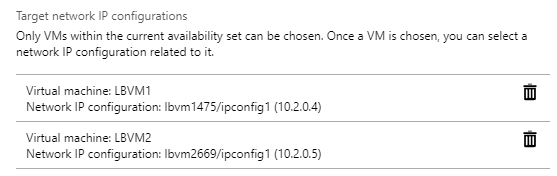 Target network IP configurations
Only VMs within the current availability set can be chosen. Once a VM is chosen, you can select a
network IP configuration related to it.
Virtual machine: LBVM1
Network IP configuration: lbvm1475/ipconfig1 (10.2.0.4)
Virtual machine: LBVM2
Network IP configuration: lbvm2669/ipconfig1 (10.2.0.5)